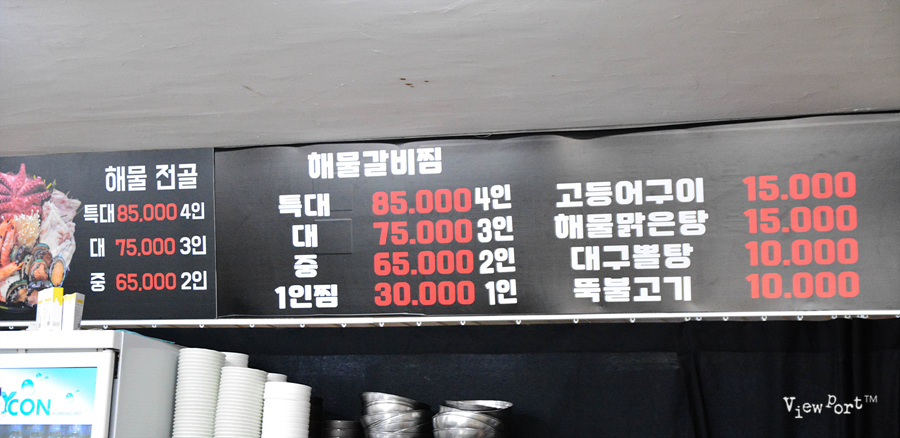 해물 전골
특대 85,000 4인
대 75,000 3인
중 65,000 2인
해물갈비찜
특대 85.000 4인
대 75.000 3인
중 65.000 2인
1인찜 30.000 1인
고등어구이 15.000
해물맑은탕 15.000
대구뽈탕 10.000
뚝불고기 10.000
YCON
View Port™